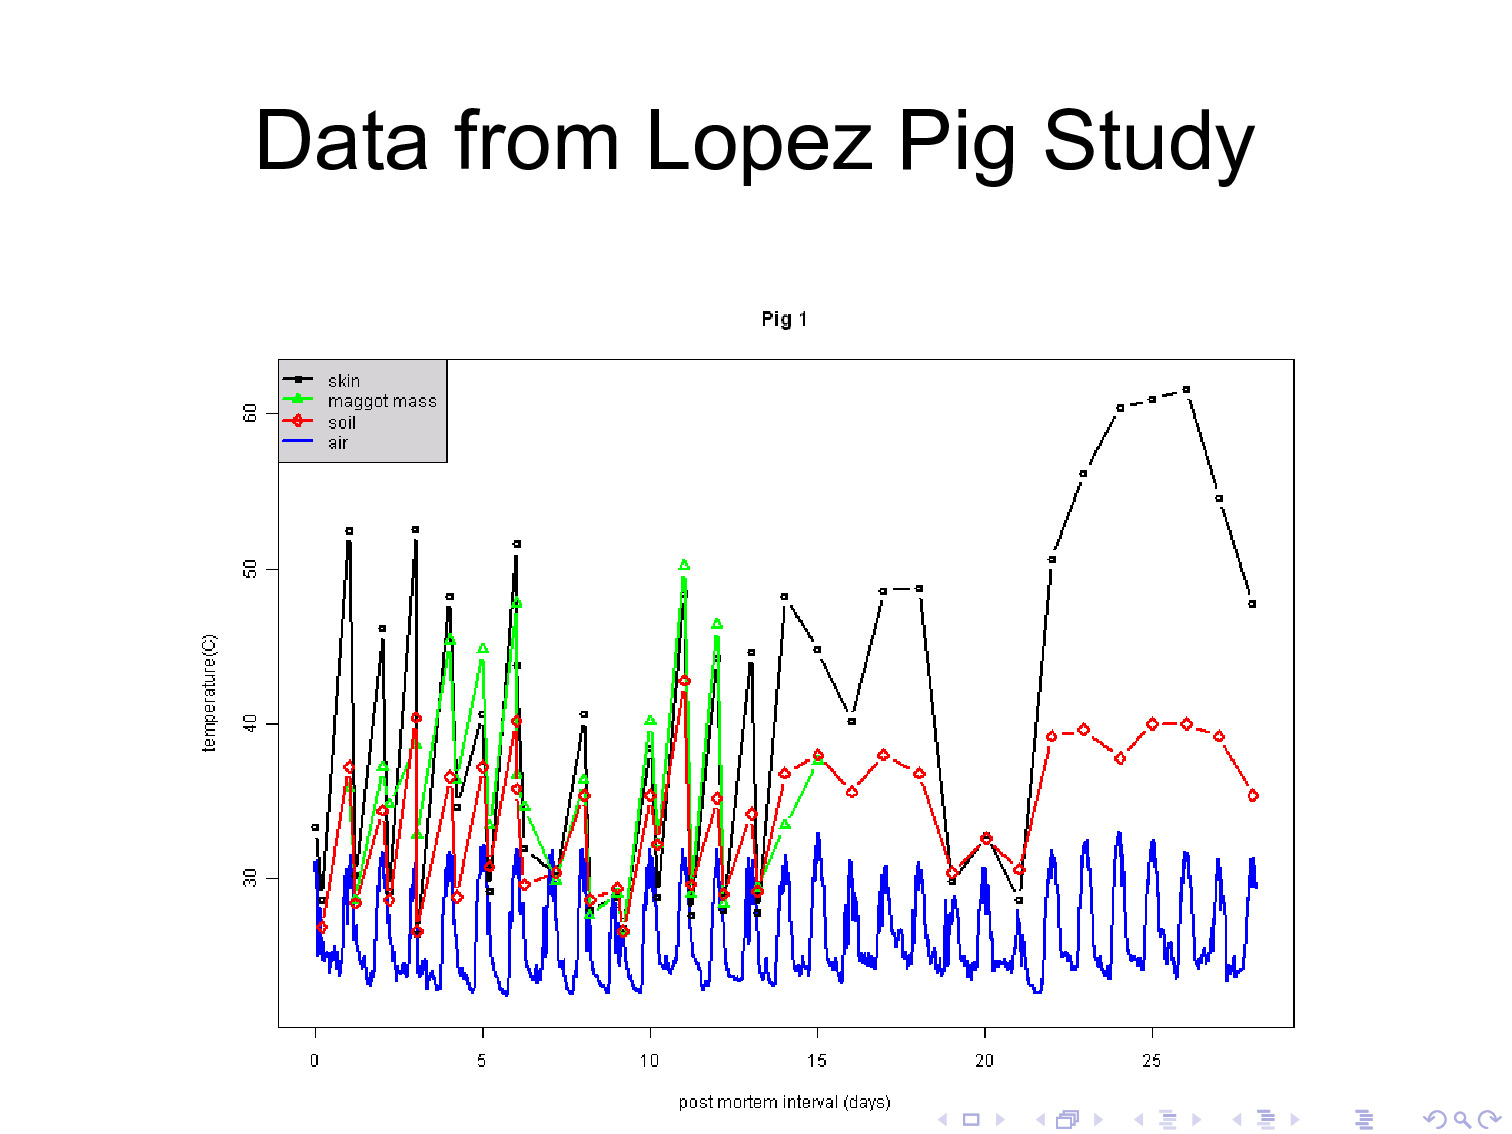 Data from Lopez Pig Study
Pig 1
skin
maggot mass
soil
air
60
50
40
30
temperature(C)
0 5 10 15 20 25
post mortem interval (days)